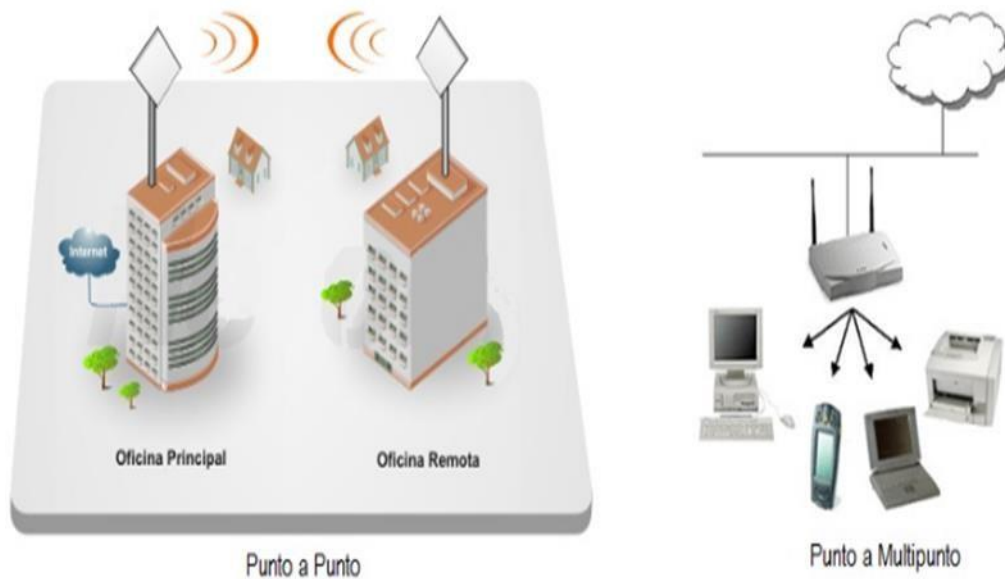 Internet
Oficina Principal
Oficina Remota
Punto a Punto
Punto a Multipunto